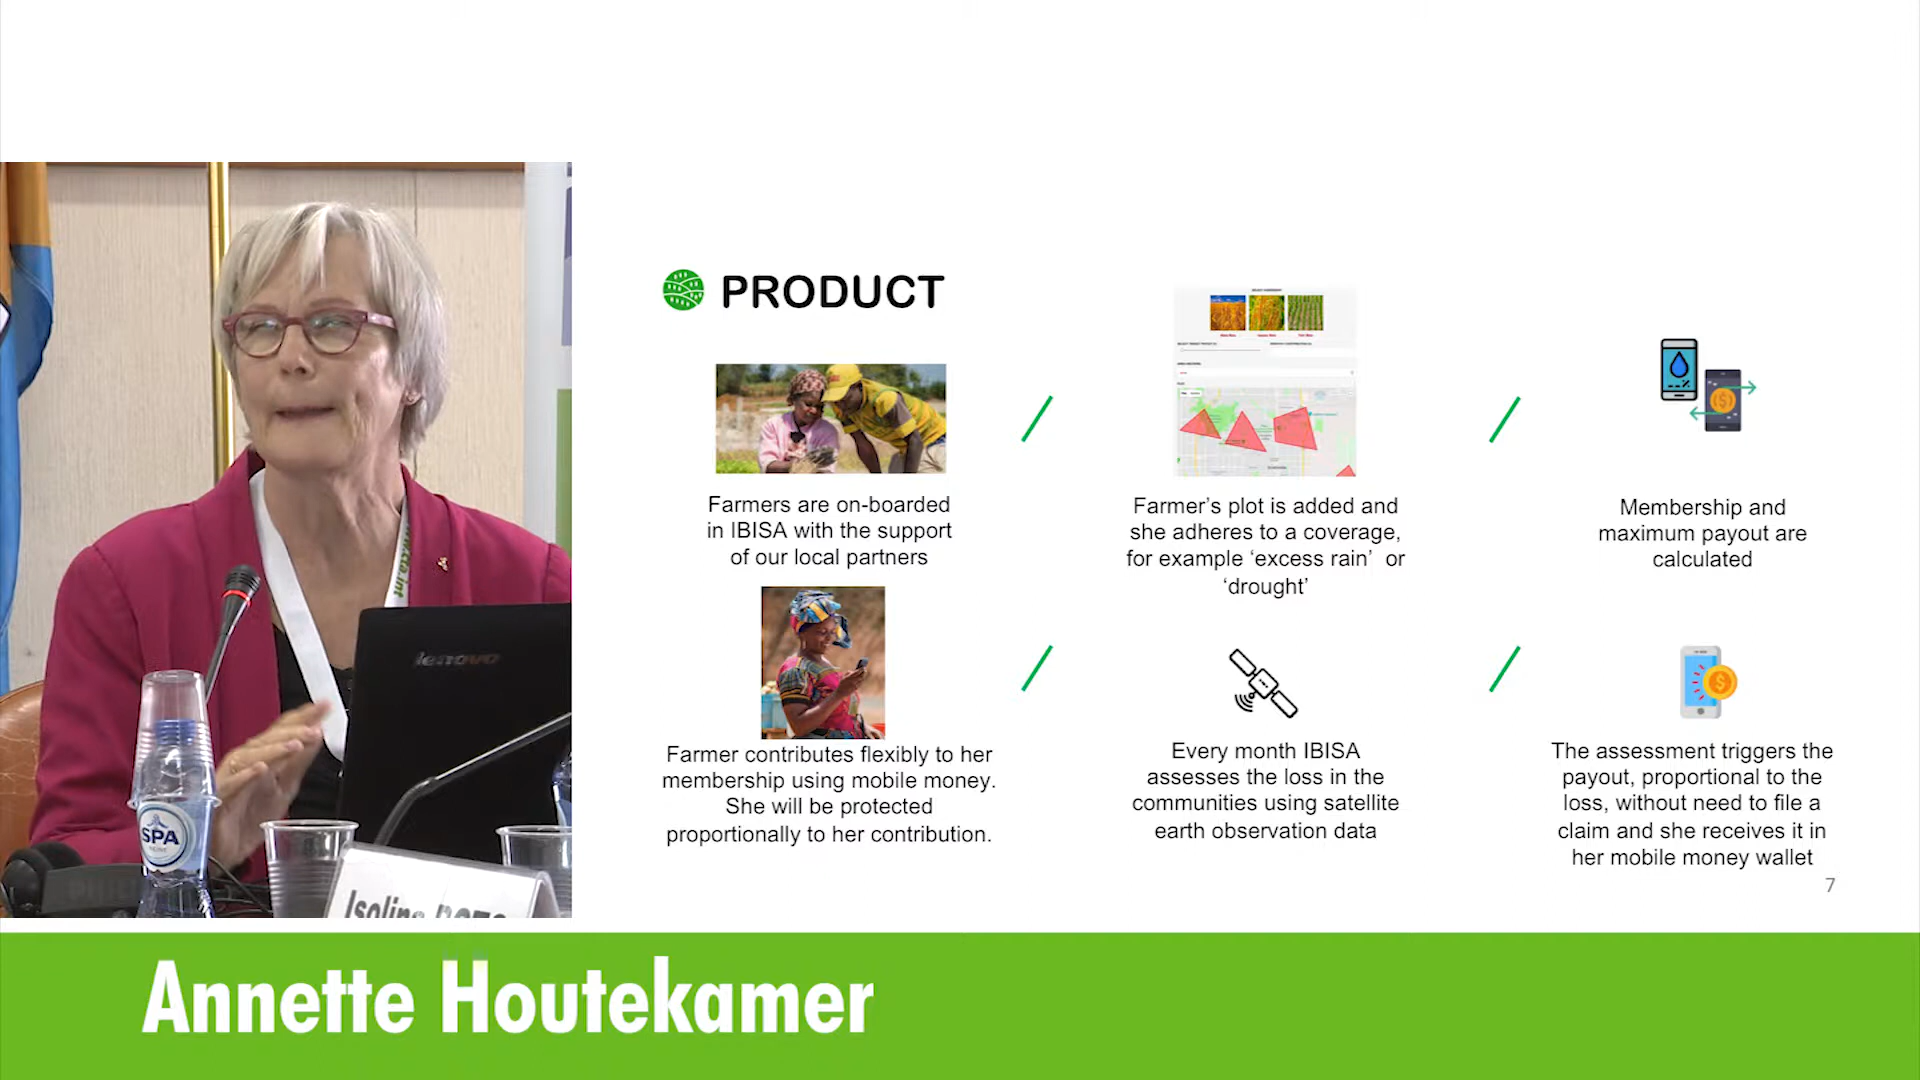 PRODUCT
Farmers are on-boarded
in IBISA with the support
of our local partners
Farmer’s plot is added and
she adheres to a coverage,
for example ‘excess rain’ or
‘drought’
Membership and
maximum payout are
calculated
Farmer contributes flexibly to her
membership using mobile money.
She will be protected
proportionally to her contribution.
Every month IBISA
assesses the loss in the
communities using satellite
earth observation data
The assessment triggers the
payout, proportional to the
loss, without need to file a
claim and she receives it in
her mobile money wallet
7
lenovo
SPA
Annette Houtekamer